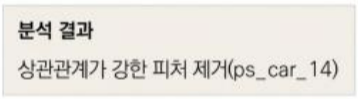 분석 결과
상관관계가 강한 피처 제거(ps_car_14)